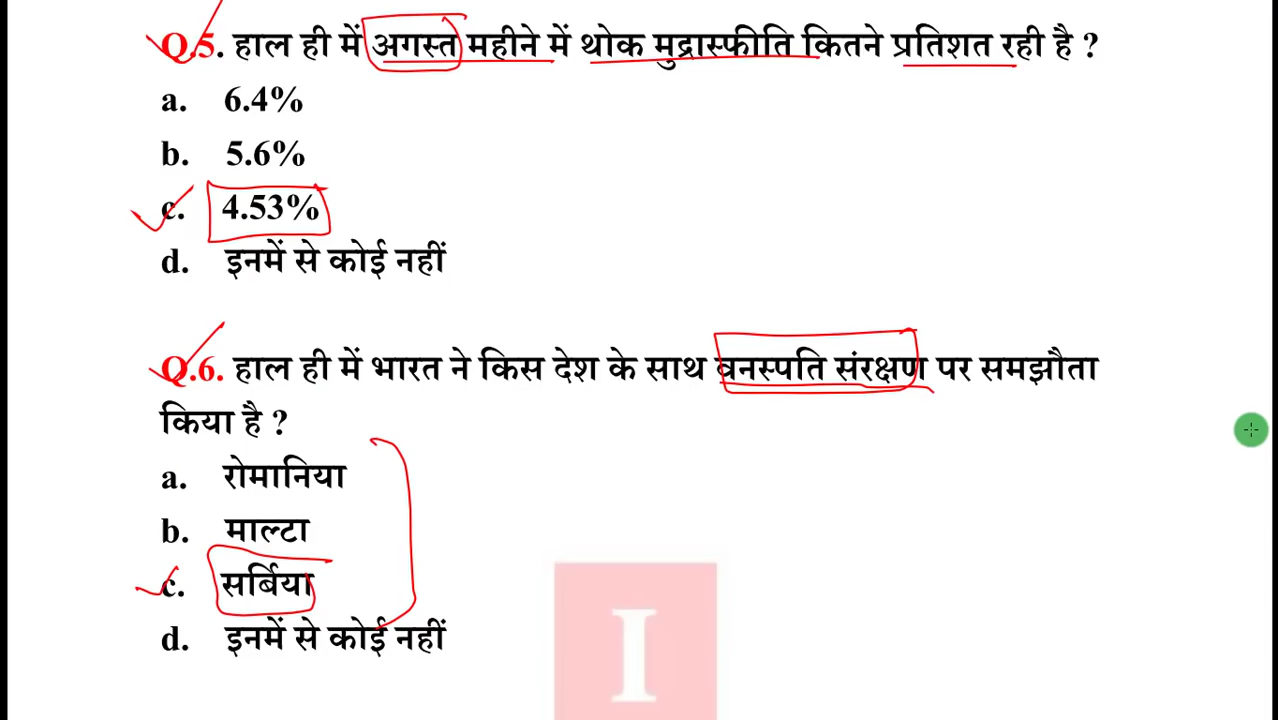 Q.5. हाल ही में अगस्त महीने में थोक मुद्रास्फीति कितने प्रतिशत रही है ?
a. 6.4%
b. 5.6%
c. 4.53%
d. इनमें से कोई नहीं
Q.6. हाल ही में भारत ने किस देश के साथ वनस्पति संरक्षण पर समझौता
किया है ?
a. रोमानिया
b. माल्टा
c. सर्बिया
d. इनमें से कोई नहीं
I